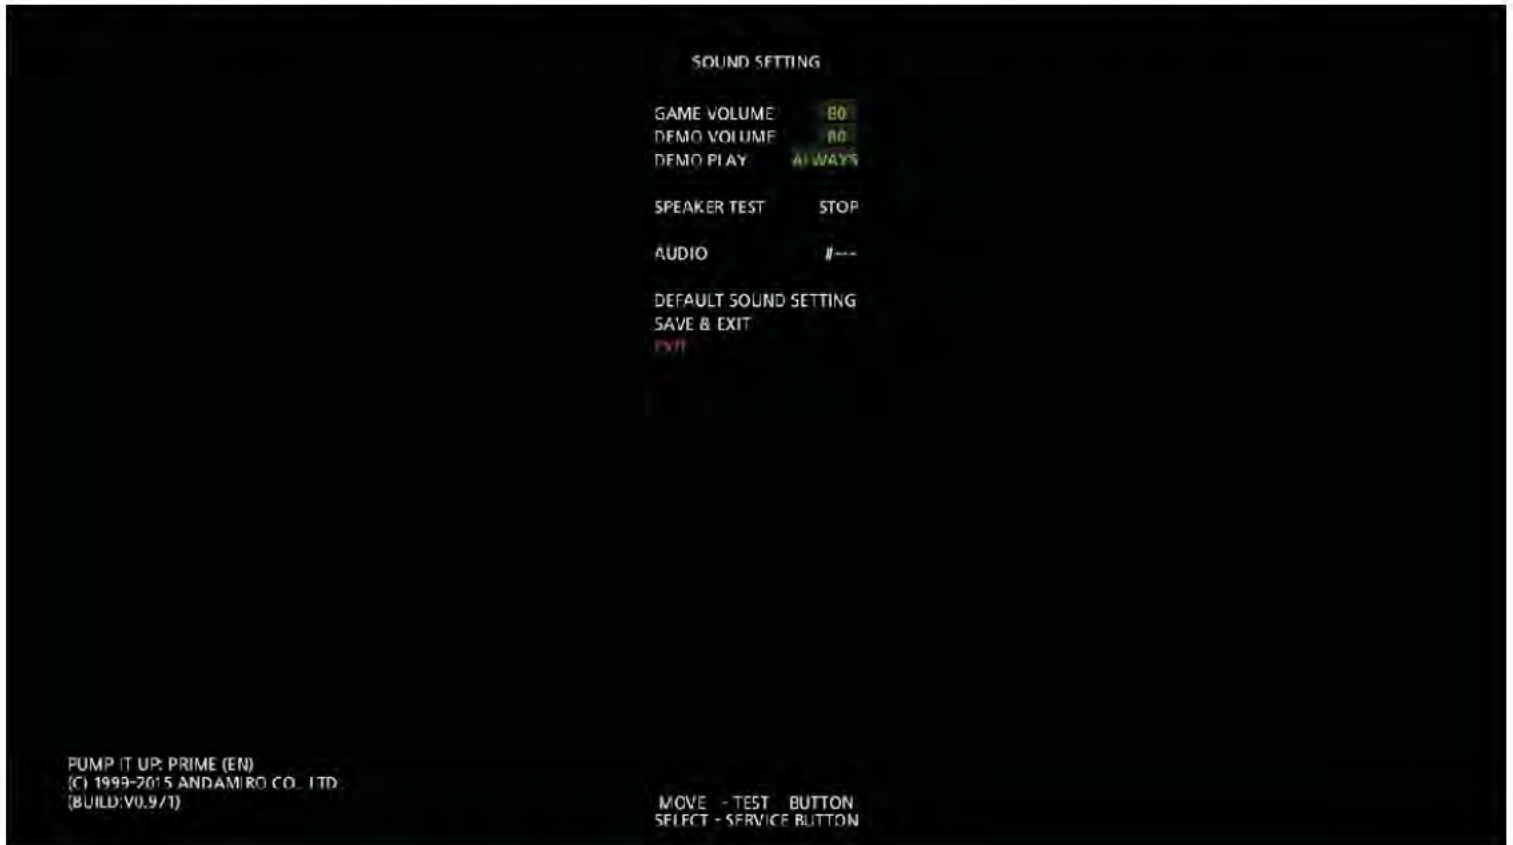 SOUND SETTING
GAME VOLUME 80
DEMO VOLUME 80
DEMO PLAY ALWAYS
SPEAKER TEST STOP
AUDIO #---
DEFAULT SOUND SETTING
SAVE & EXIT
EXIT
PUMP IT UP: PRIME (EN)
(C) 1999-2015 ANDAMIRO CO., LTD.
(BUILD:V0.97.1)
MOVE - TEST BUTTON
SELECT - SERVICE BUTTON